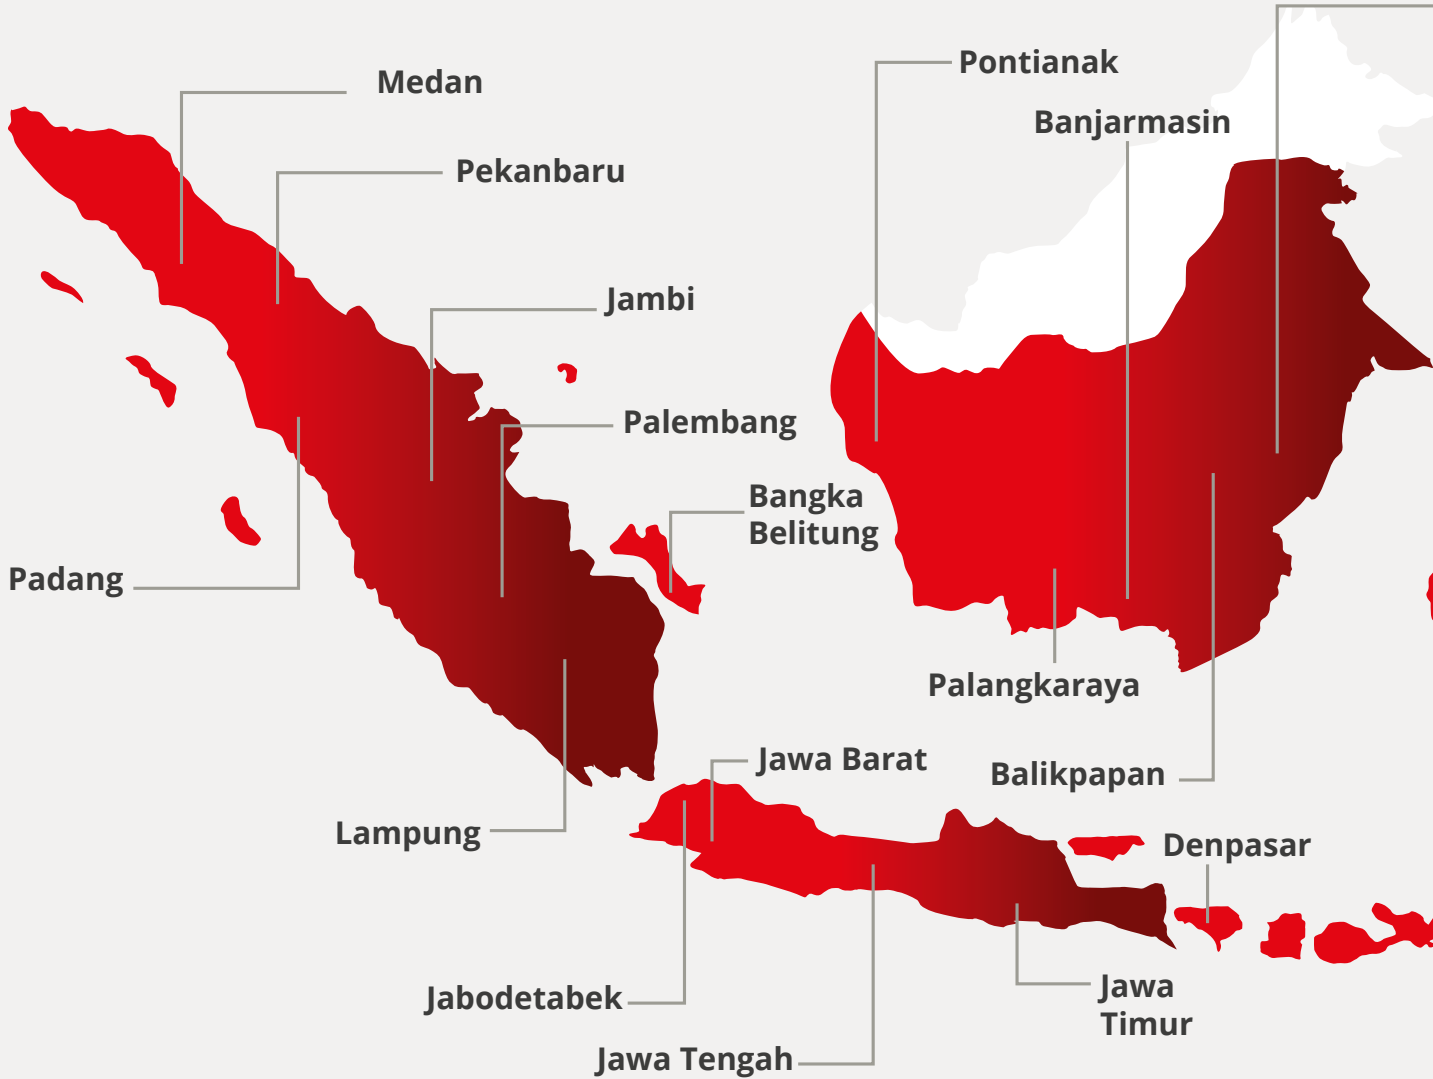 Pontianak
Medan
Banjarmasin
Pekanbaru
Jambi
Palembang
Bangka
Belitung
Padang
Palangkaraya
Jawa Barat
Balikpapan
Lampung
Denpasar
Jabodetabek
Jawa
Timur
Jawa Tengah